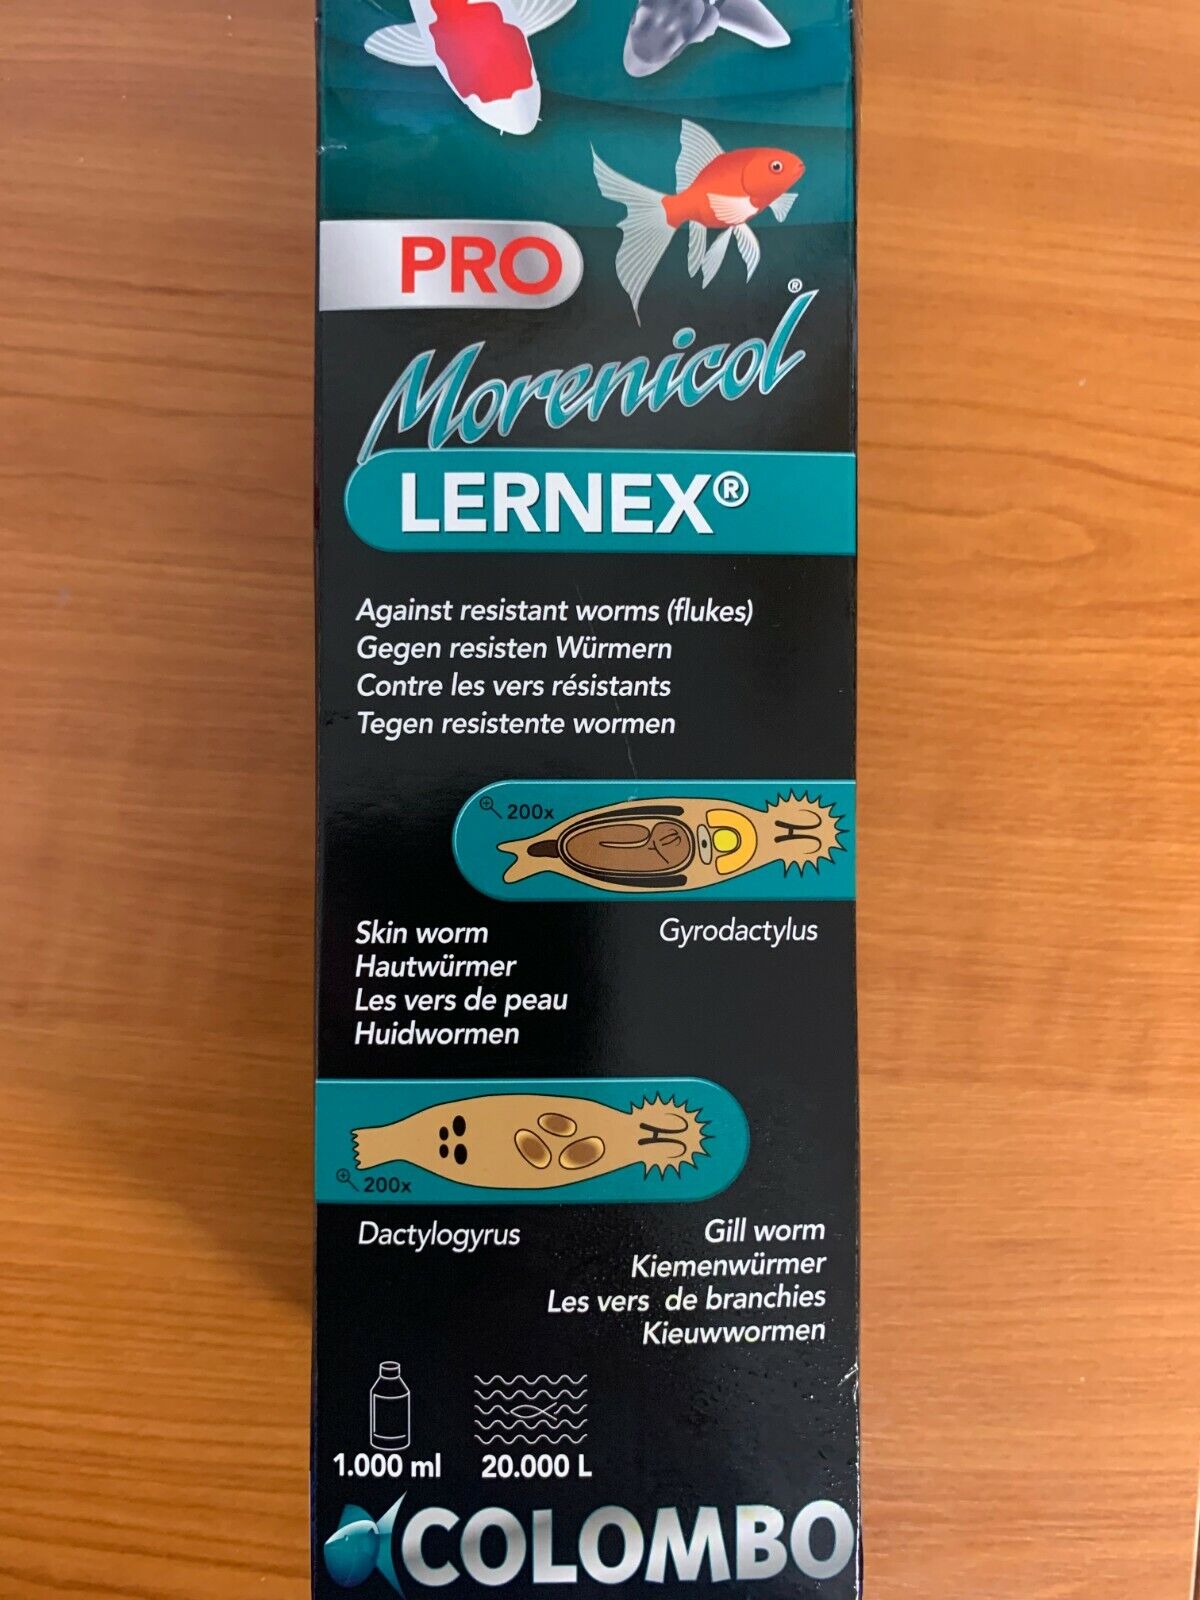 PRO
Morenicol®
LERNEX®
Against resistant worms (flukes)
Gegen resisten Würmern
Contre les vers résistants
Tegen resistente wormen
200x
Gyrodactylus
Skin worm
Hautwürmer
Les vers de peau
Huidwormen
200x
Dactylogyrus
Gill worm
Kiemenwürmer
Les vers de branchies
Kieuwwormen
1.000 ml
20.000 L
COLOMBO